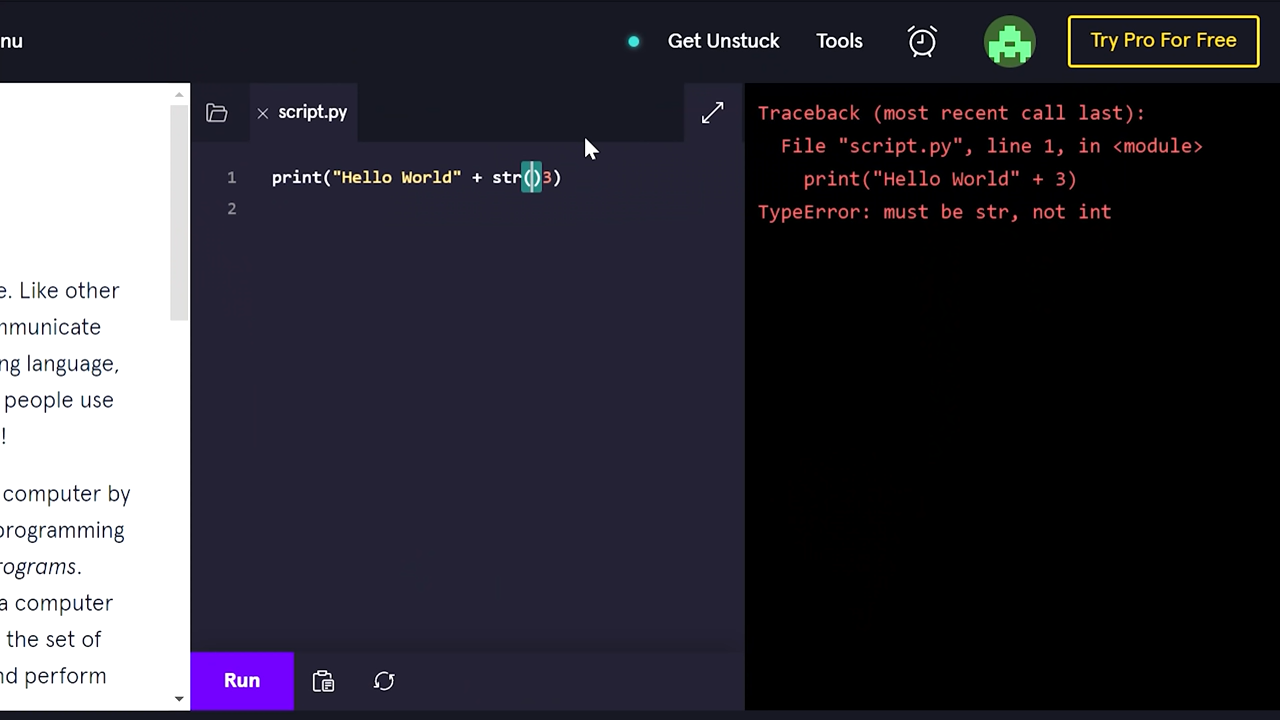 nu
Get Unstuck
Tools
Try Pro For Free
e. Like other
mmunicate
ng language,
people use
!
computer by
programming
rograms.
a computer
the set of
nd perform
script.py
1 print("Hello World" + str()3)
2
Run
Traceback (most recent call last):
File "script.py", line 1, in <module>
print("Hello World" + 3)
TypeError: must be str, not int